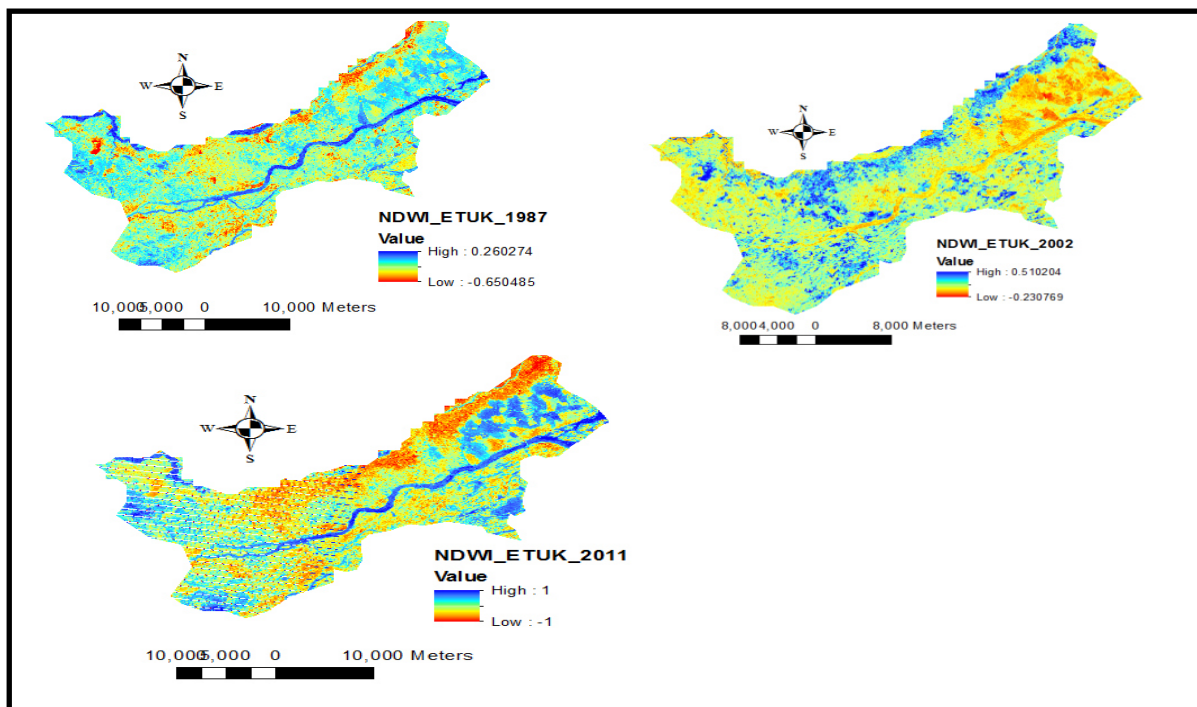 N
W E
S
NDWI_ETUK_1987
Value
High : 0.260274
Low : -0.650485
10,0005,000 0 10,000 Meters
N
W E
S
NDWI_ETUK_2002
Value
High : 0.510204
Low : -0.230769
8,0004,000 0 8,000 Meters
N
W E
S
NDWI_ETUK_2011
Value
High : 1
Low : -1
10,0005,000 0 10,000 Meters